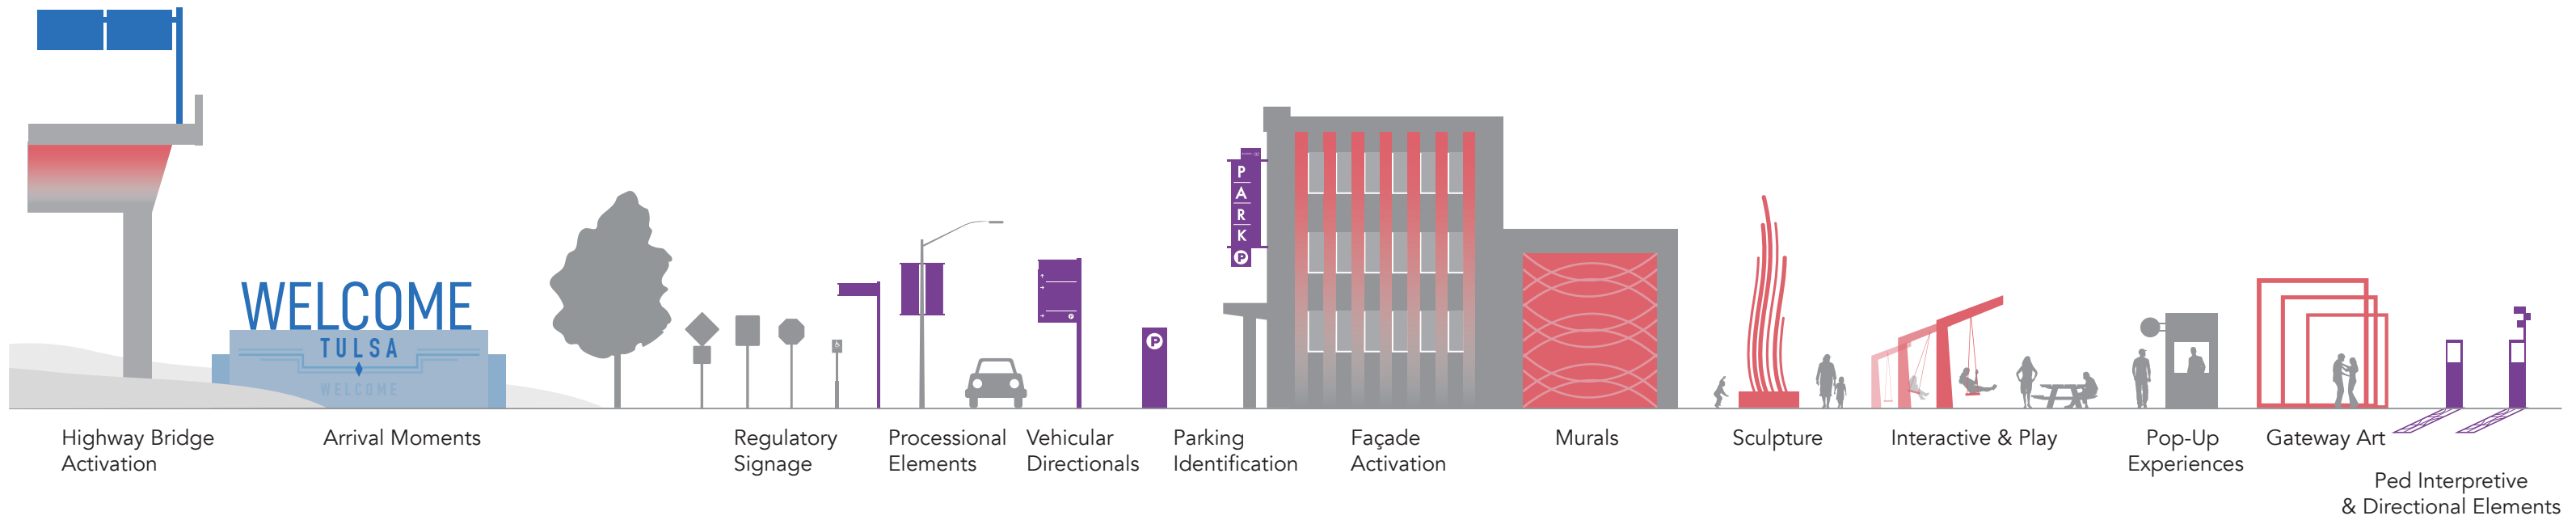 WELCOME
TULSA
WELCOME
P
A
R
K
P
P
Highway Bridge
Activation
Arrival Moments
Regulatory
Signage
Processional
Elements
Vehicular
Directionals
Parking
Identification
Façade
Activation
Murals
Sculpture
Interactive & Play
Pop-Up
Experiences
Gateway Art
Ped Interpretive
& Directional Elements